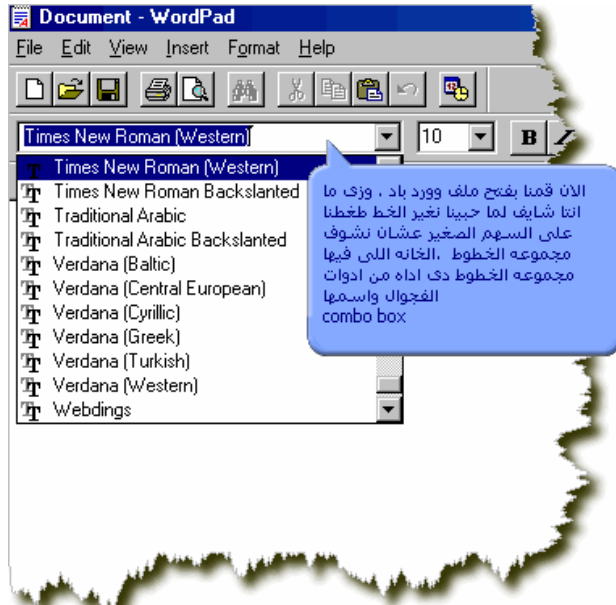 Document - WordPad
File Edit View Insert Format Help
Times New Roman (Western) 10 B I
Times New Roman (Western)
Times New Roman Backslanted
Traditional Arabic
Traditional Arabic Backslanted
Verdana (Baltic)
Verdana (Central European)
Verdana (Cyrillic)
Verdana (Greek)
Verdana (Turkish)
Verdana (Western)
Webdings
الان قمنا بفتح ملف وورد باد ، وزى ما
انتا شايف لما حبينا نغير الخط طغطنا
على السهم الصغير عشان نشوف
مجموعه الخطوط ،الخانه اللى فيها
مجموعه الخطوط دى اداه من ادوات
الفجوال واسمها
combo box